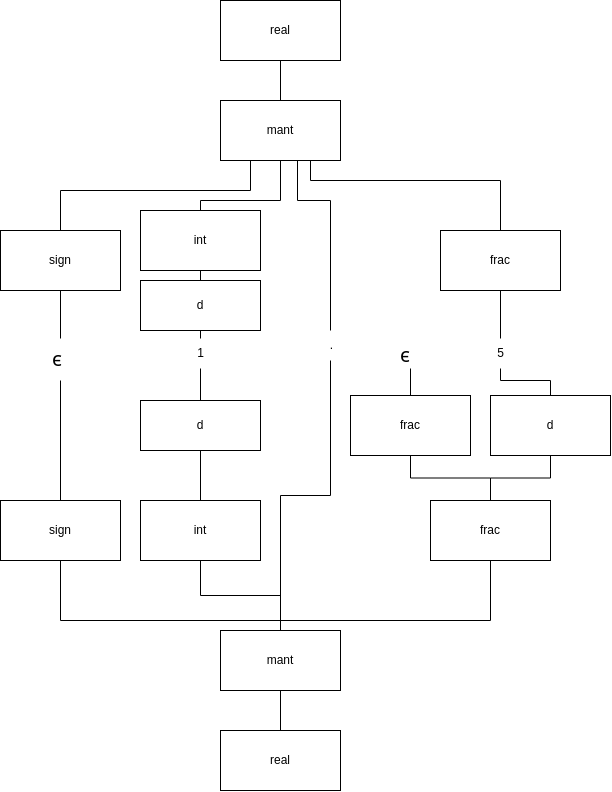 real
mant
sign
int
frac
d
ϵ
1
.
ϵ
5
d
frac
d
sign
int
frac
mant
real